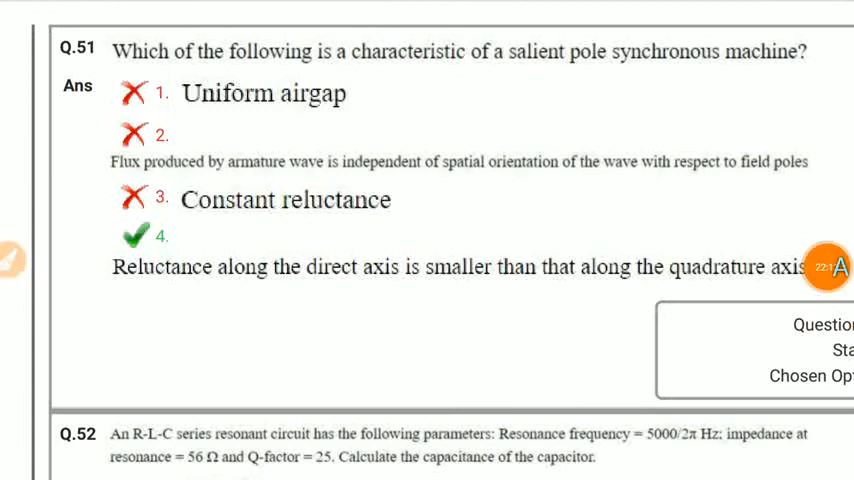 Q.51 Which of the following is a characteristic of a salient pole synchronous machine?
Ans 1. Uniform airgap
2.
Flux produced by armature wave is independent of spatial orientation of the wave with respect to field poles
3. Constant reluctance
4.
Reluctance along the direct axis is smaller than that along the quadrature axis
22:1 A
Questio
Sta
Chosen Op
Q.52 An R-L-C series resonant circuit has the following parameters: Resonance frequency = 5000/2π Hz; impedance at
resonance = 56 Ω and Q-factor = 25. Calculate the capacitance of the capacitor.